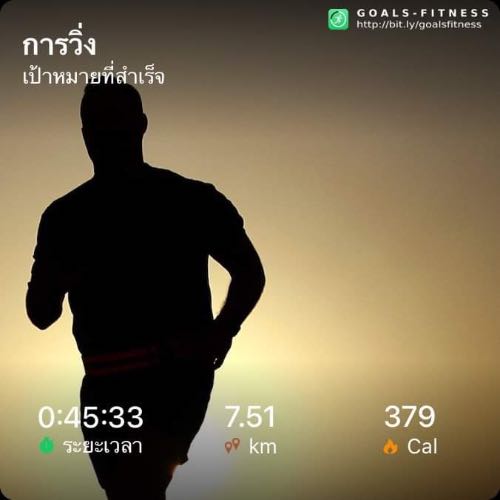 GOALS-FITNESS
http://bit.ly/goalsfitness
การวิ่ง
เป้าหมายที่สำเร็จ
0:45:33 7.51 379
ระยะเวลา km Cal